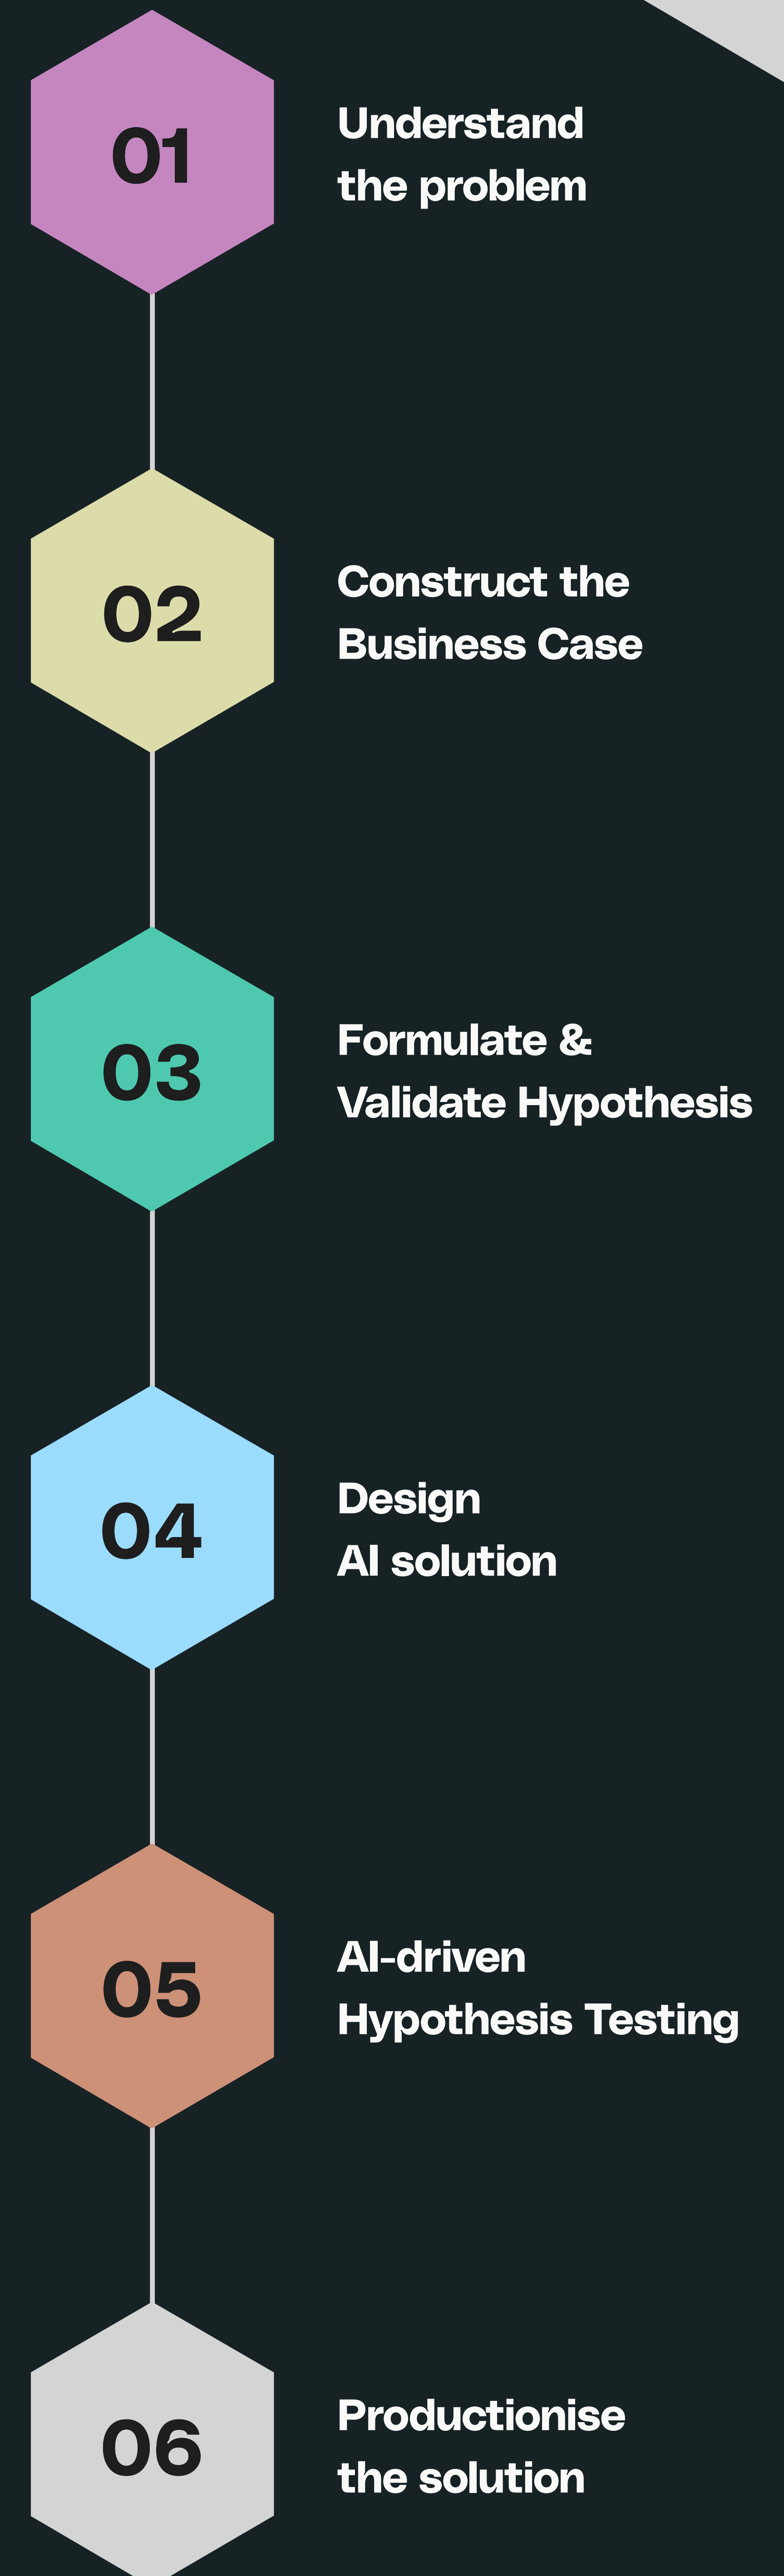 01
Understand
the problem
02
Construct the
Business Case
03
Formulate &
Validate Hypothesis
04
Design
AI solution
05
AI-driven
Hypothesis Testing
06
Productionise
the solution